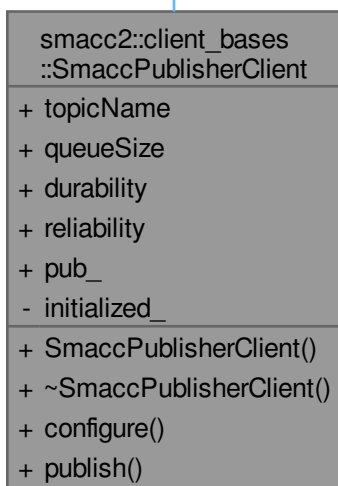 smacc2::client_bases
::SmaccPublisherClient
+ topicName
+ queueSize
+ durability
+ reliability
+ pub_
- initialized_
+ SmaccPublisherClient()
+ ~SmaccPublisherClient()
+ configure()
+ publish()